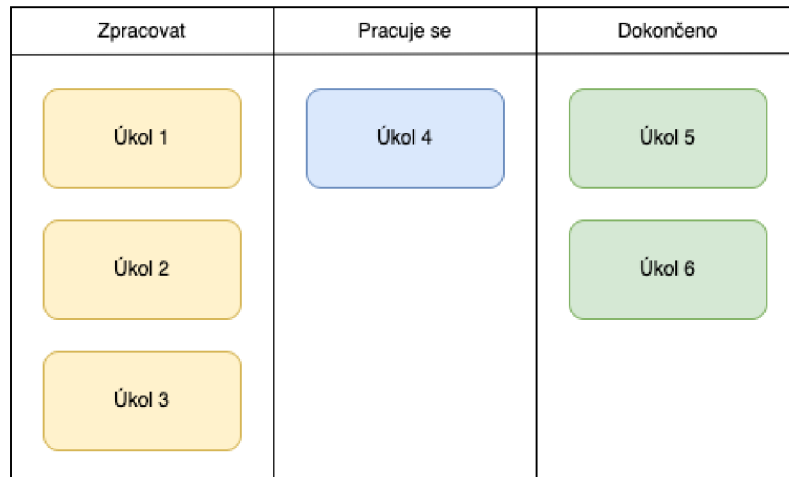 Zpracovat
Pracuje se
Dokončeno
Úkol 1
Úkol 4
Úkol 5
Úkol 2
Úkol 6
Úkol 3